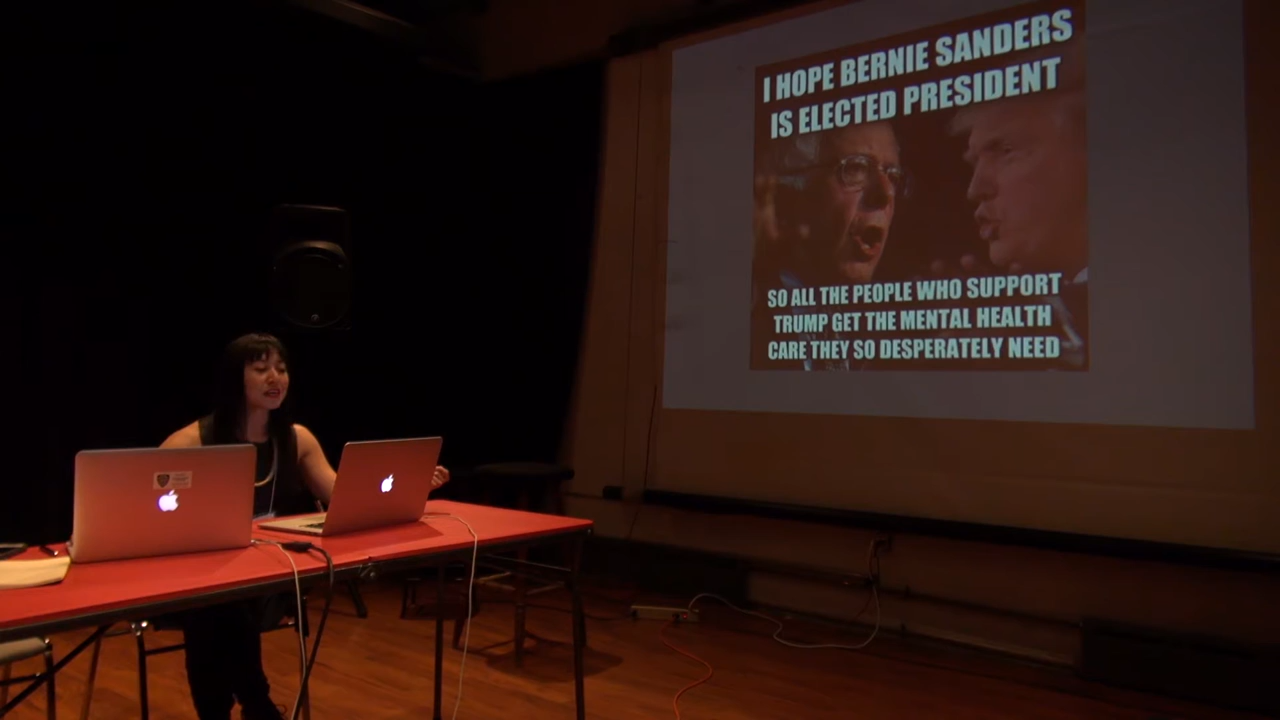 I HOPE BERNIE SANDERS
IS ELECTED PRESIDENT
SO ALL THE PEOPLE WHO SUPPORT
TRUMP GET THE MENTAL HEALTH
CARE THEY SO DESPERATELY NEED